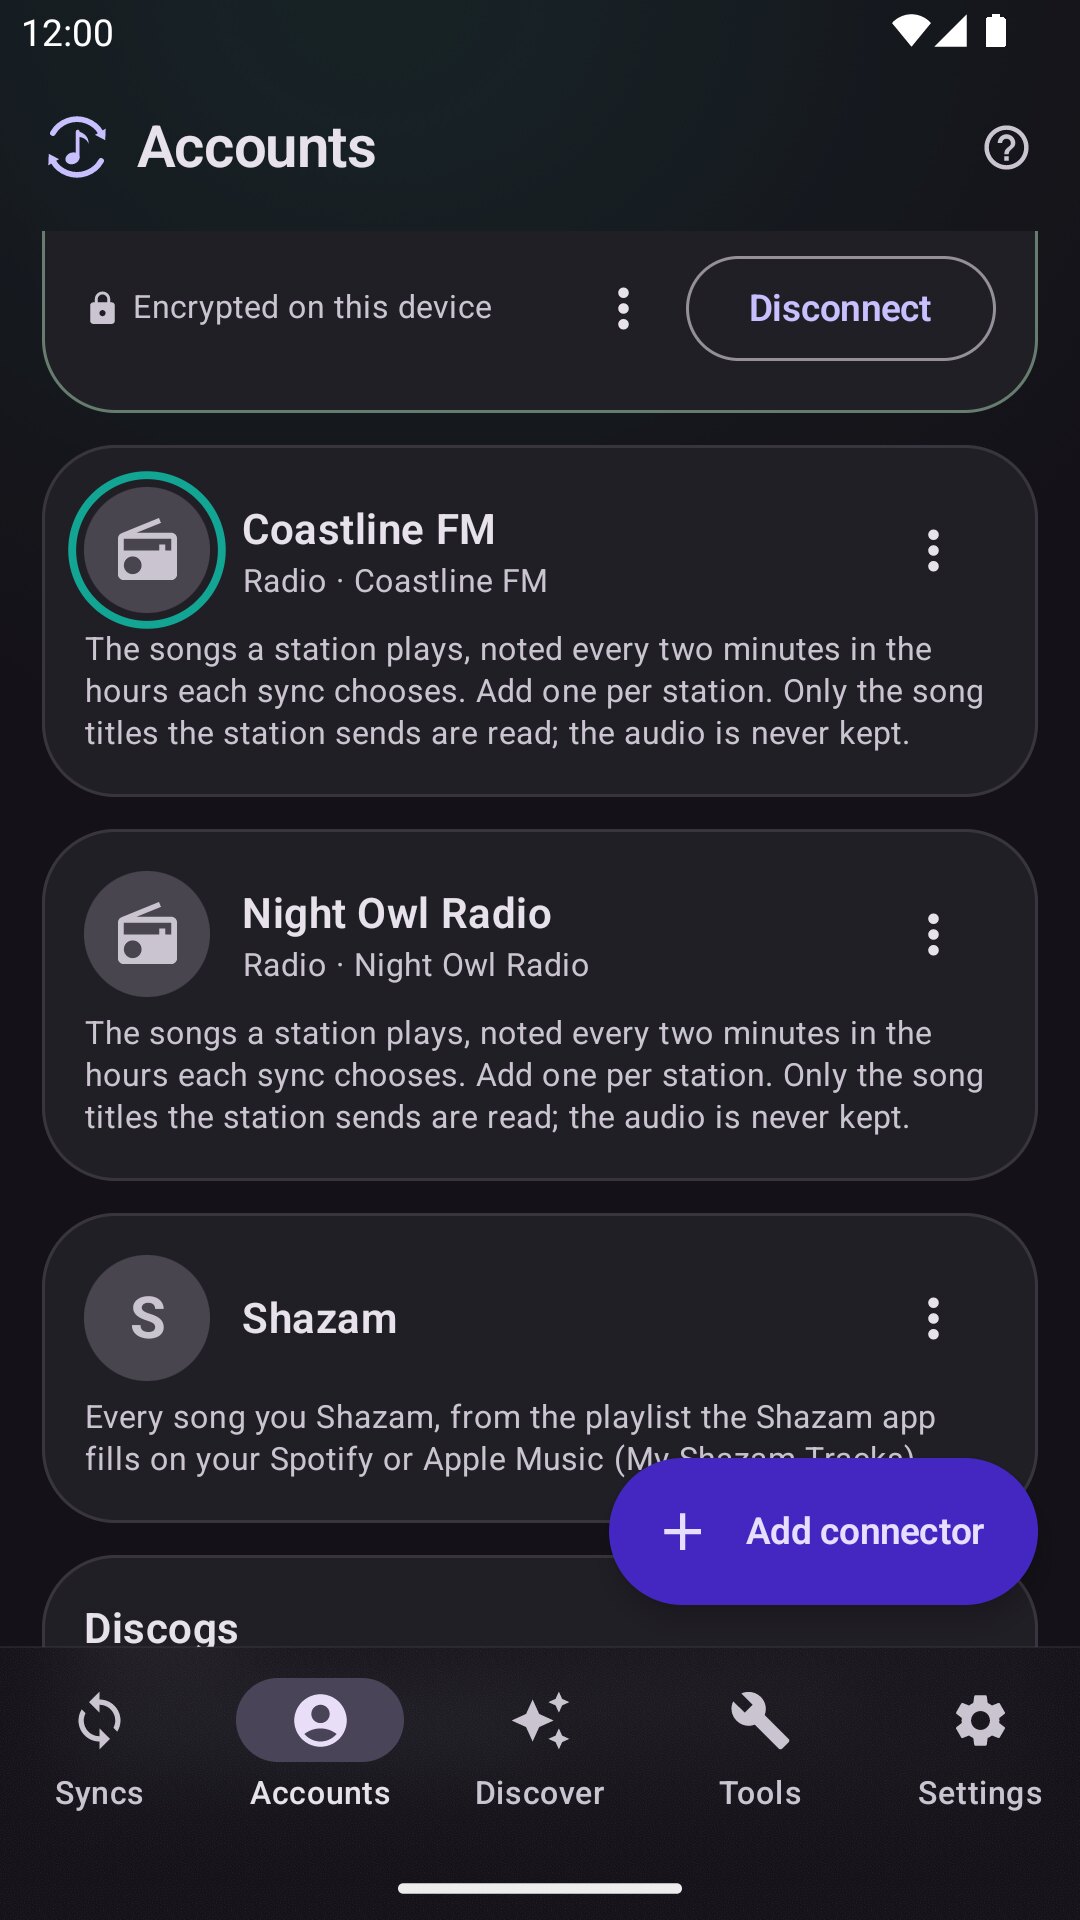 12:00
Accounts
Encrypted on this device
Disconnect
Coastline FM
Radio · Coastline FM
The songs a station plays, noted every two minutes in the
hours each sync chooses. Add one per station. Only the song
titles the station sends are read; the audio is never kept.
Night Owl Radio
Radio · Night Owl Radio
The songs a station plays, noted every two minutes in the
hours each sync chooses. Add one per station. Only the song
titles the station sends are read; the audio is never kept.
S
Shazam
Every song you Shazam, from the playlist the Shazam app
fills on your Spotify or Apple Music (My Shazam Tracks)
Add connector
Discogs
Syncs
Accounts
Discover
Tools
Settings